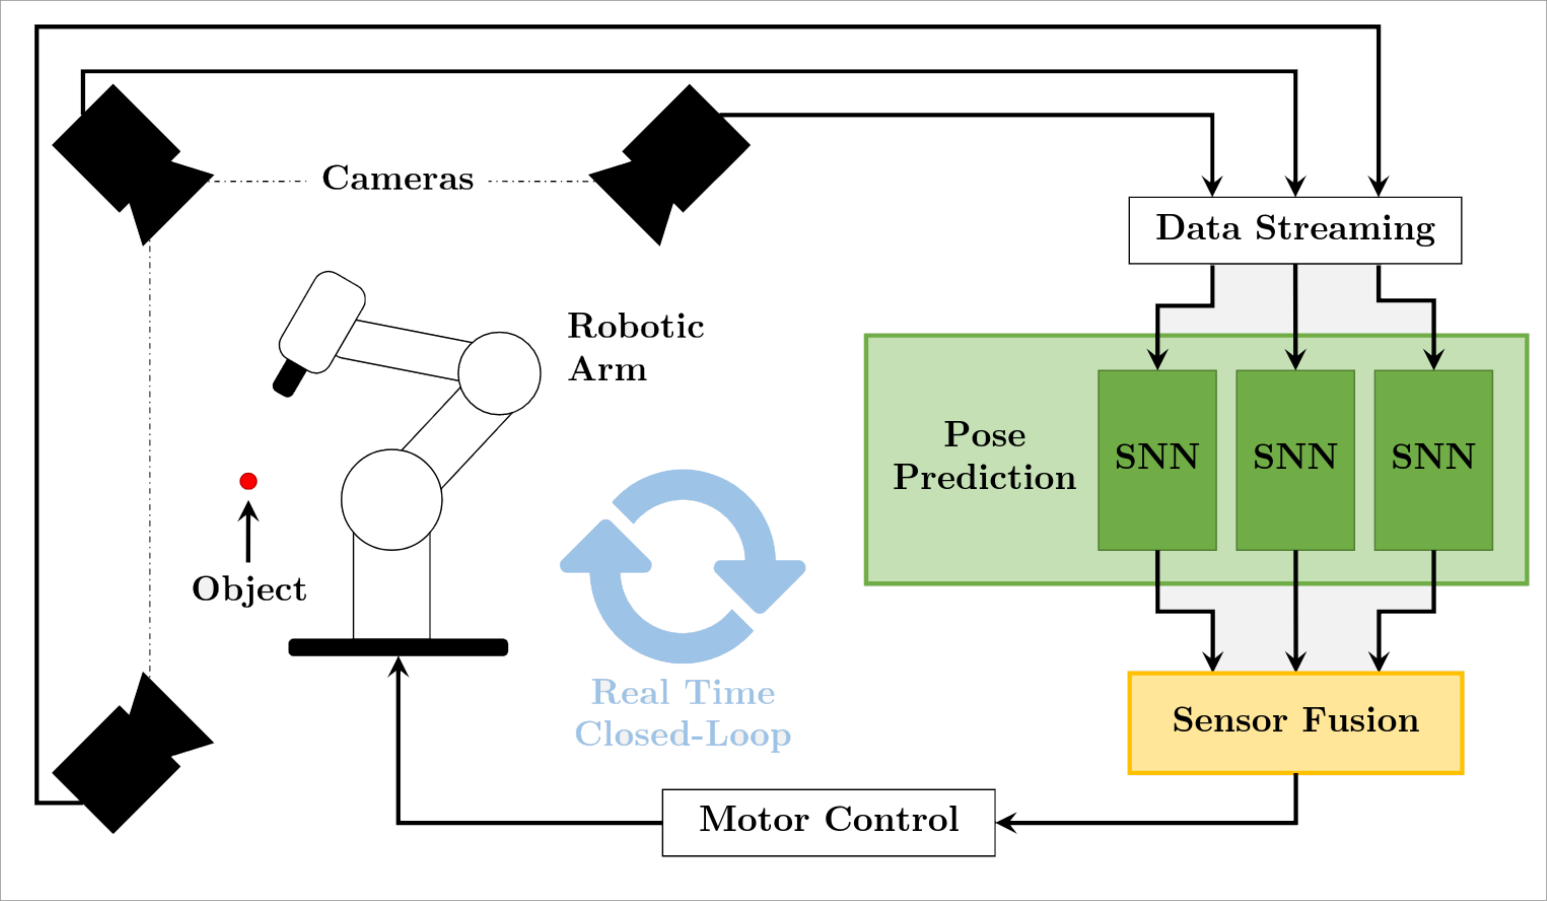 Cameras
Data Streaming
Robotic
Arm
Pose
Prediction
SNN
SNN
SNN
Object
Real Time
Closed-Loop
Sensor Fusion
Motor Control